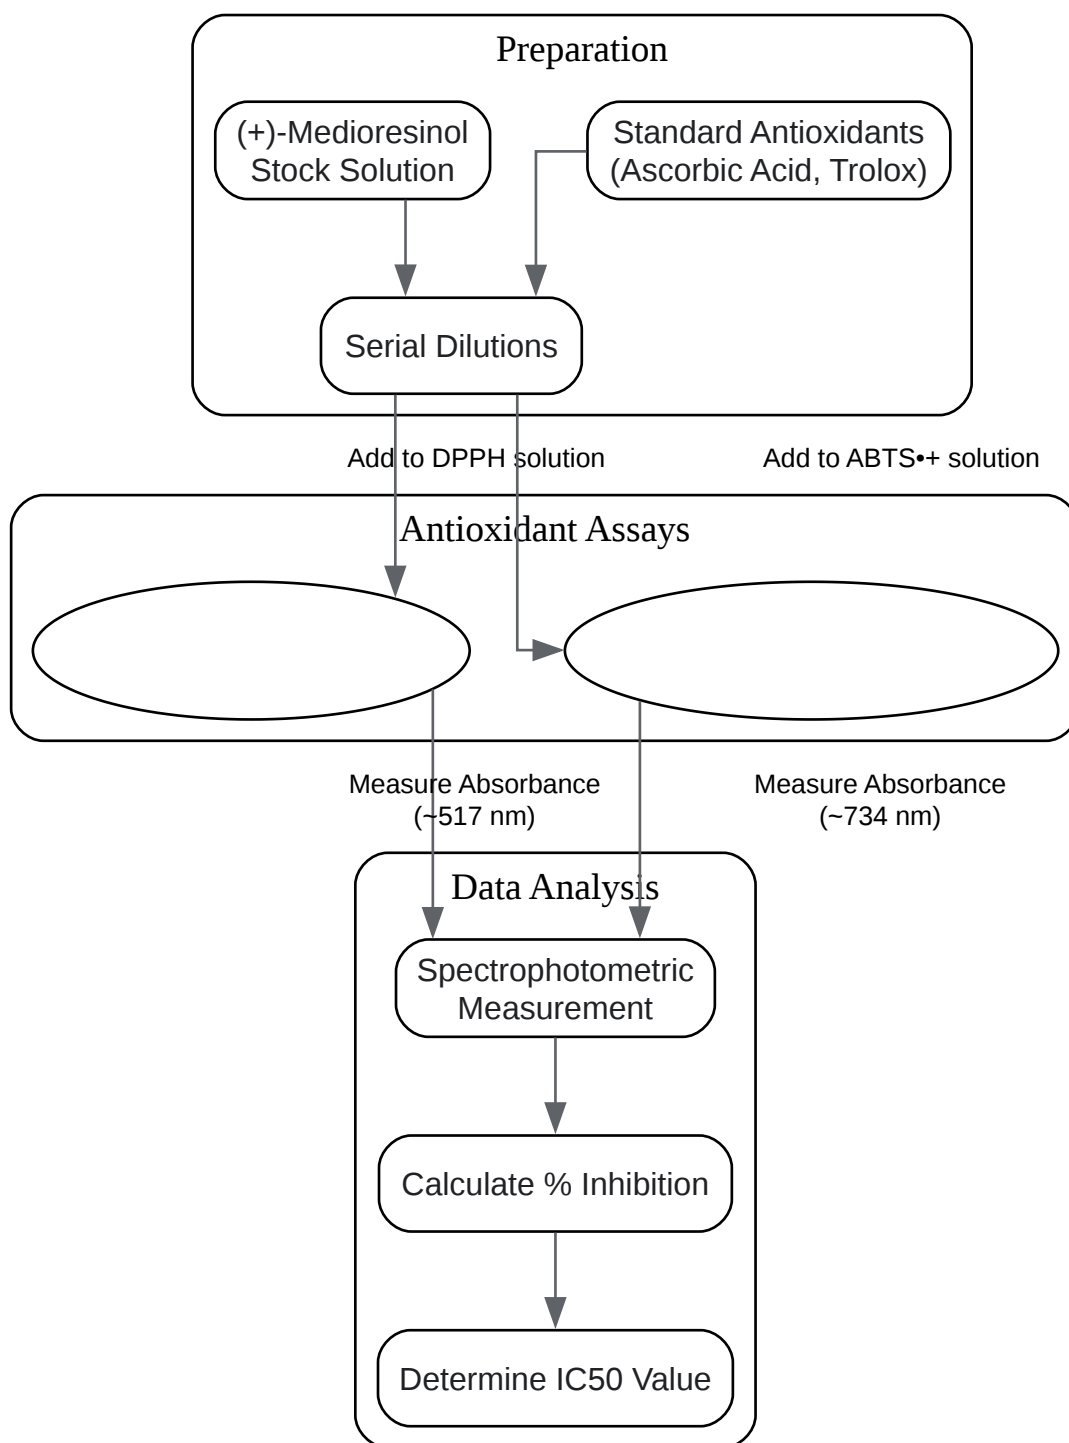 Preparation
(+)-Medioresinol
Stock Solution
Standard Antioxidants
(Ascorbic Acid, Trolox)
Serial Dilutions
Add to DPPH solution
Add to ABTS•+ solution
Antioxidant Assays
Measure Absorbance
(~517 nm)
Measure Absorbance
(~734 nm)
Data Analysis
Spectrophotometric
Measurement
Calculate % Inhibition
Determine IC50 Value